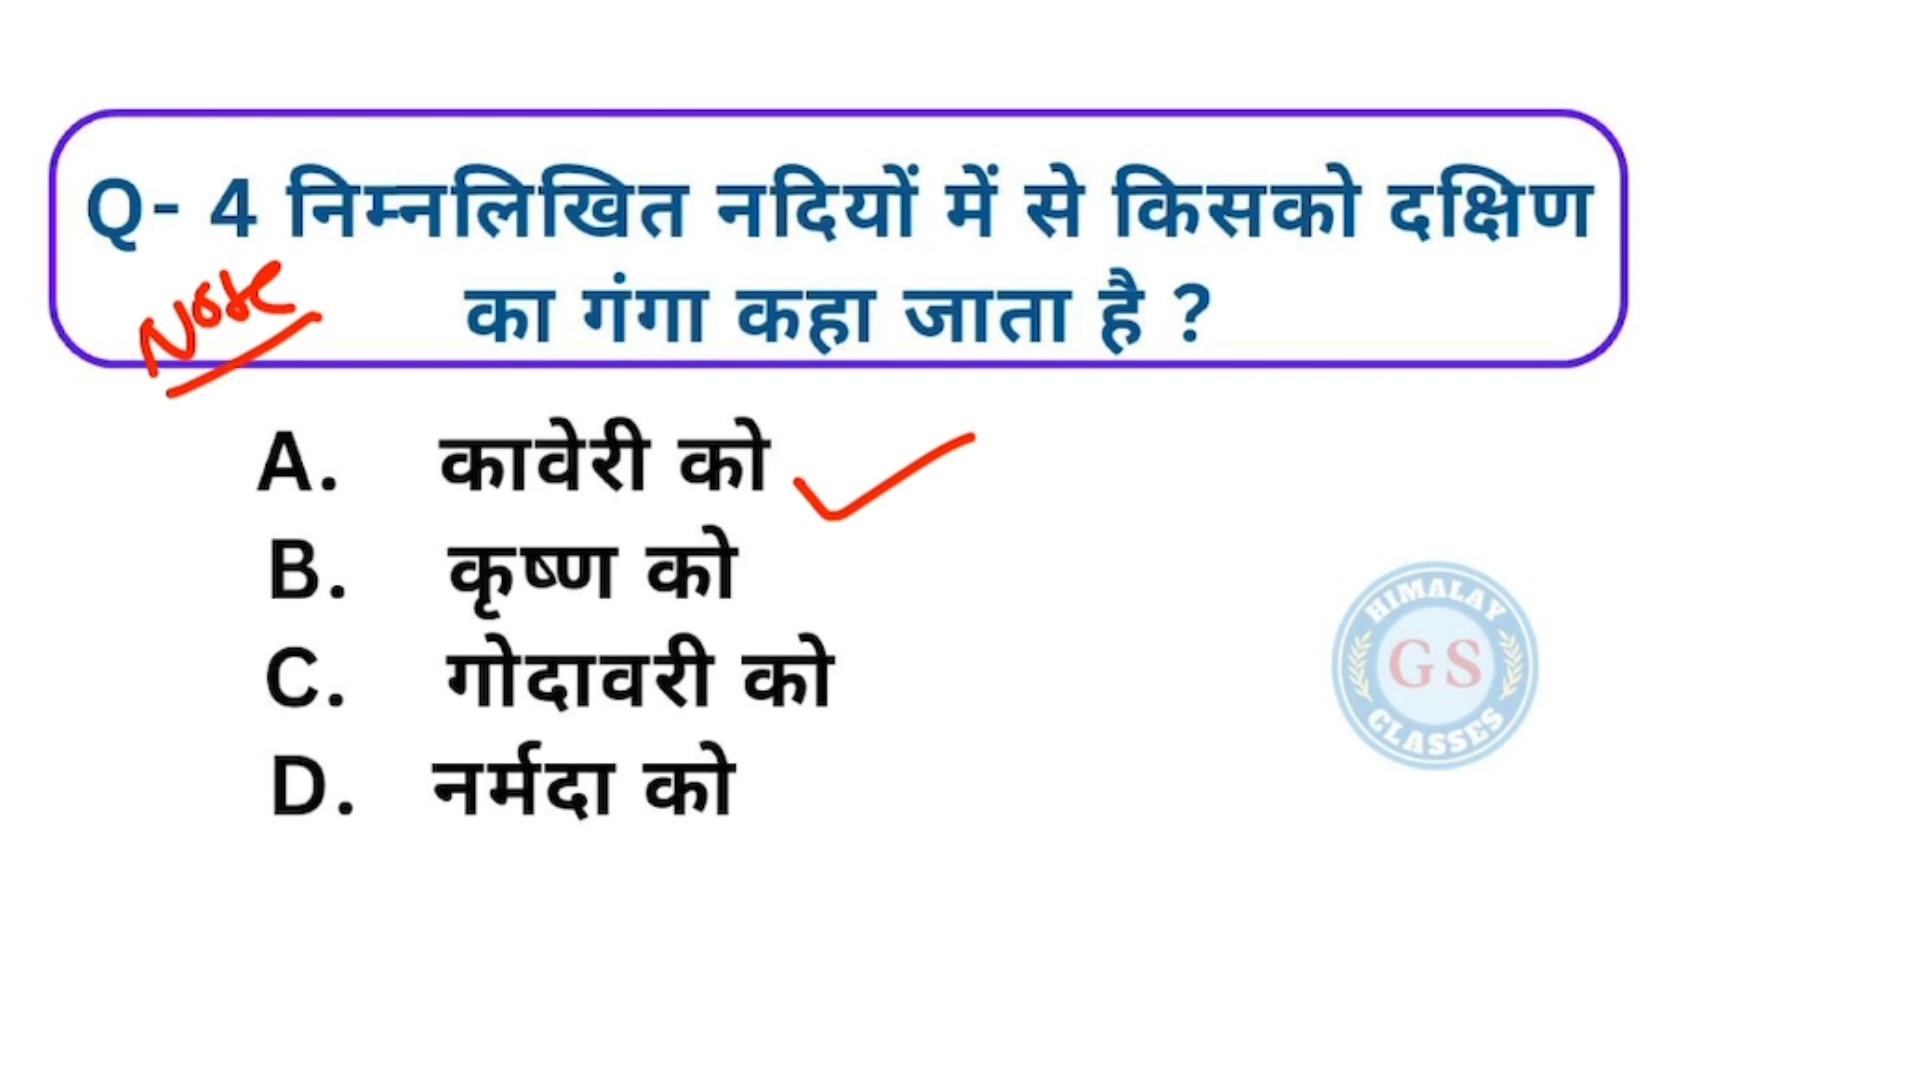 Q- 4 निम्नलिखित नदियों में से किसको दक्षिण
का गंगा कहा जाता है ?
Note
A. कावेरी को
B. कृष्ण को
C. गोदावरी को
D. नर्मदा को
HIMALAY
GS
CLASSES